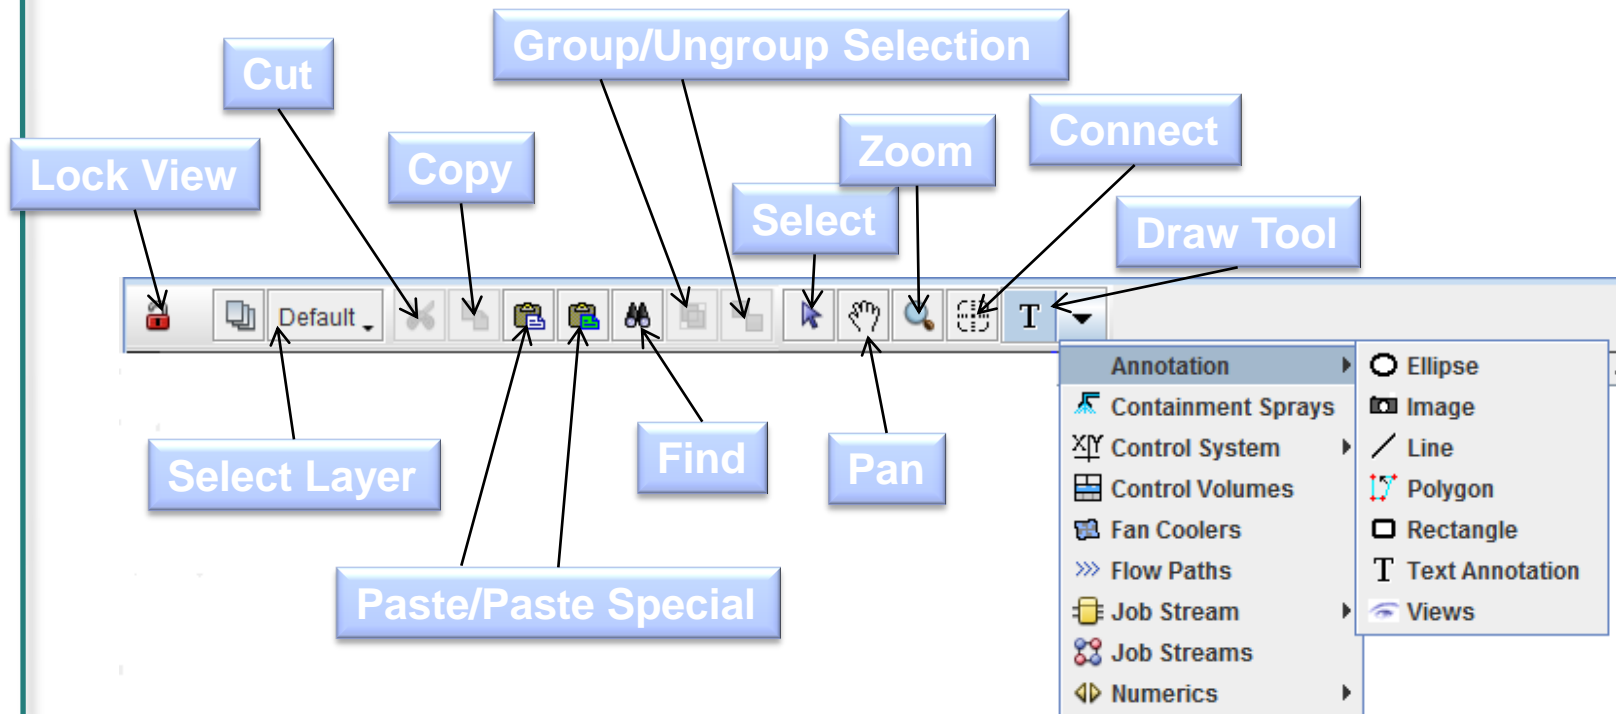 Group/Ungroup Selection
Cut
Connect
Copy
Zoom
Lock View
Select
Draw Tool
Default
T
Annotation
Ellipse
Containment Sprays
Image
Control System
Line
Select Layer
Find
Pan
Control Volumes
Polygon
Fan Coolers
Rectangle
Flow Paths
T Text Annotation
Paste/Paste Special
Job Stream
Views
Job Streams
Numerics